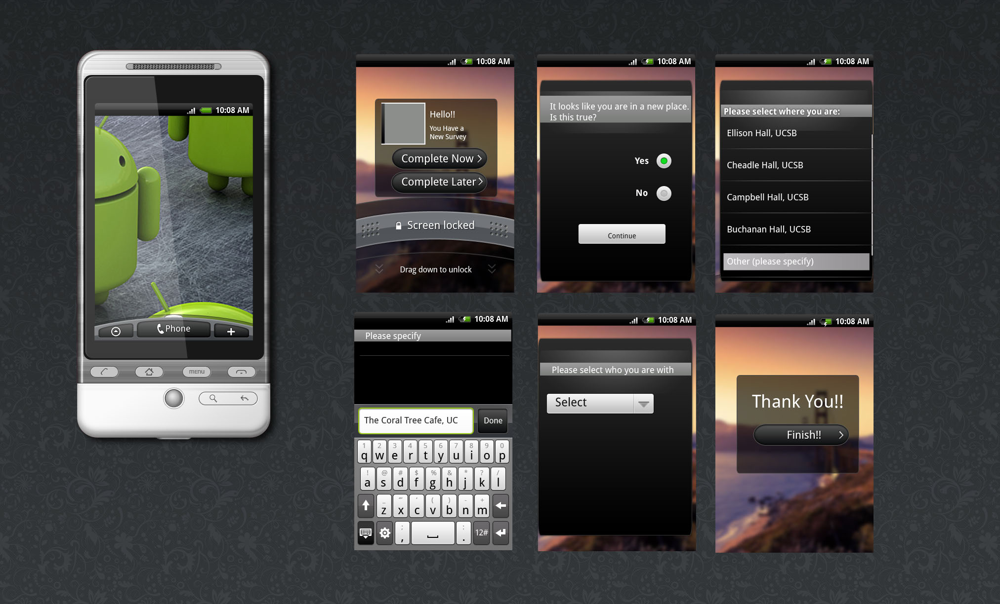 10:08 AM
Phone
MENU
10:08 AM
Hello!!
You Have a
New Survey
Complete Now
Complete Later
Screen locked
Drag down to unlock
10:08 AM
It looks like you are in a new place.
Is this true?
Yes
No
Continue
10:08 AM
Please select where you are:
Ellison Hall, UCSB
Cheadle Hall, UCSB
Campbell Hall, UCSB
Buchanan Hall, UCSB
Other (please specify)
10:08 AM
Please specify
The Coral Tree Cafe, UC
Done
1 2 3 4 5 6 7 8 9 0
q w e r t y u i o p
! @ # $ % & * ? /
a s d f g h j k l
_ "' ' ( ) - +
z x c v b n m
; :
, . 12#
10:08 AM
Please select who you are with
Select
10:08 AM
Thank You!!
Finish!!